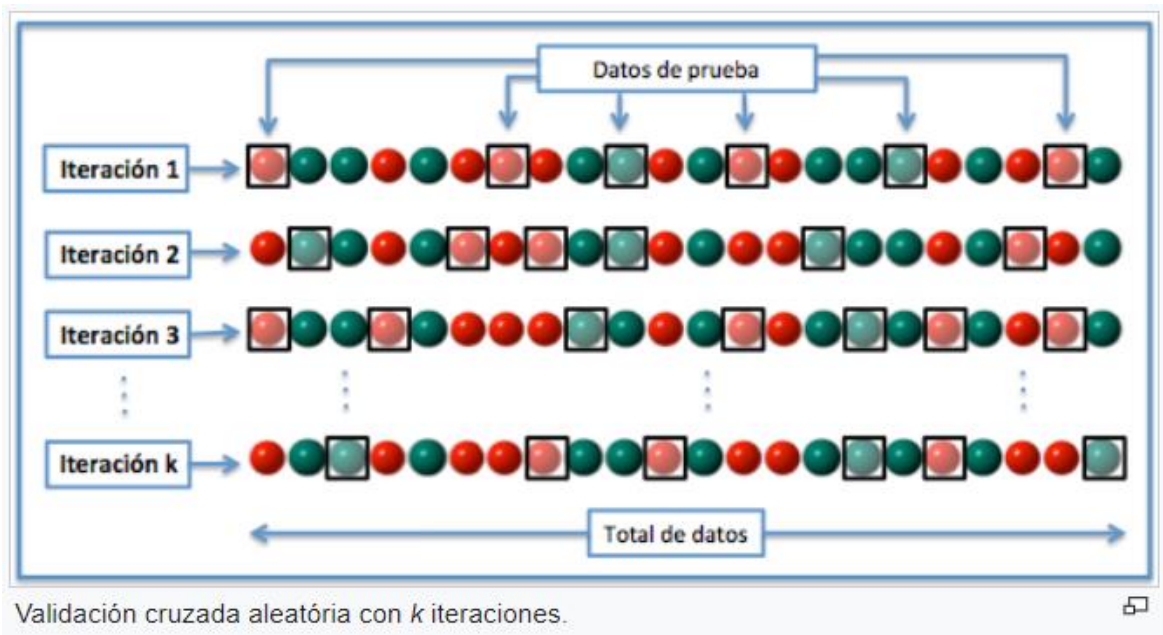 Datos de prueba
Iteración 1
Iteración 2
Iteración 3
Iteración k
Total de datos
Validación cruzada aleatória con k iteraciones.